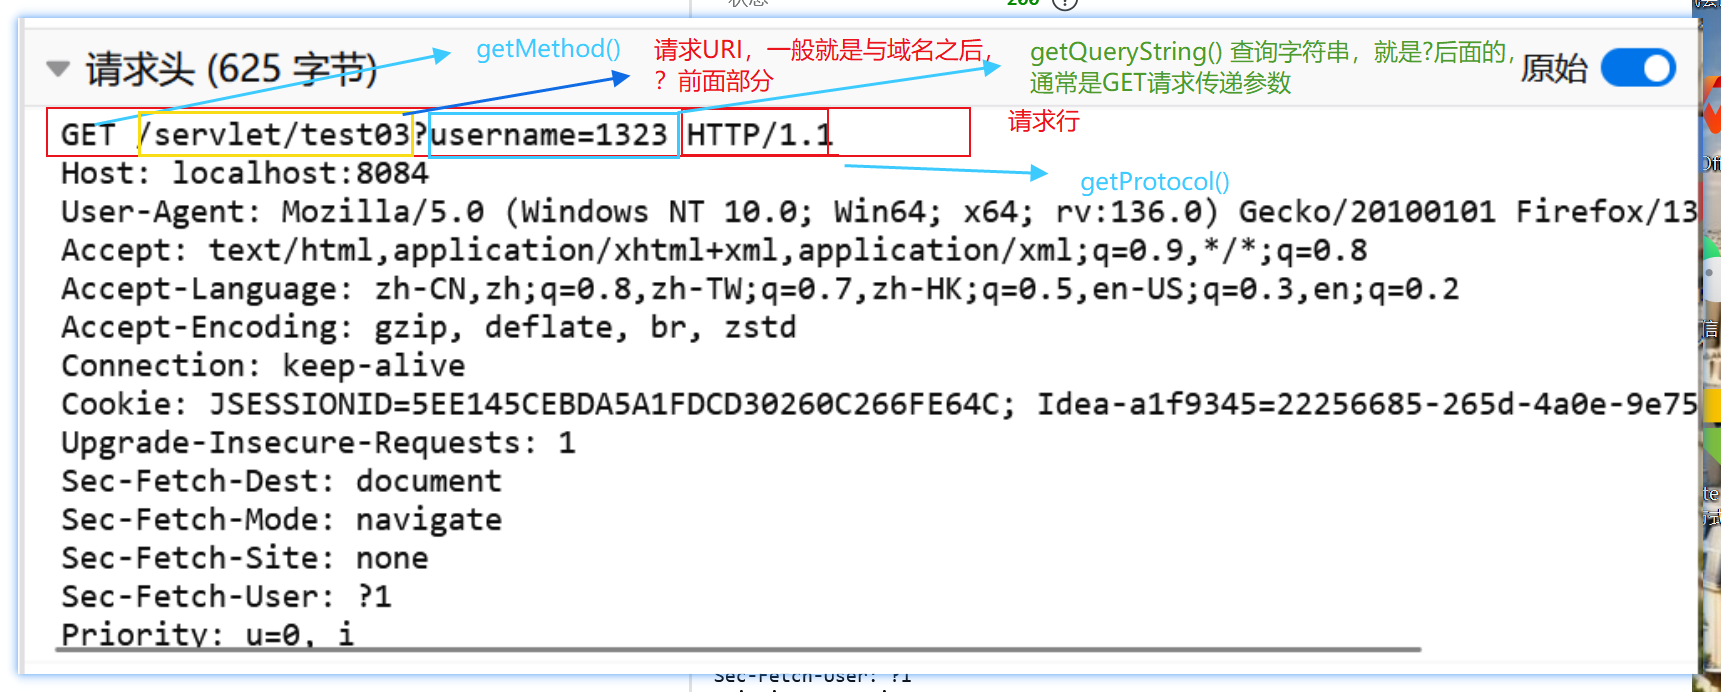 状态 200 ?
请求头 (625 字节)
getMethod()
请求URI，一般就是与域名之后，
？前面部分
getQueryString() 查询字符串，就是?后面的，
通常是GET请求传递参数
原始
GET /servlet/test03?username=1323 HTTP/1.1
请求行
Host: localhost:8084
getProtocol()
User-Agent: Mozilla/5.0 (Windows NT 10.0; Win64; x64; rv:136.0) Gecko/20100101 Firefox/13
Accept: text/html,application/xhtml+xml,application/xml;q=0.9,*/*;q=0.8
Accept-Language: zh-CN,zh;q=0.8,zh-TW;q=0.7,zh-HK;q=0.5,en-US;q=0.3,en;q=0.2
Accept-Encoding: gzip, deflate, br, zstd
Connection: keep-alive
Cookie: JSESSIONID=5EE145CEBDA5A1FDCD30260C266FE64C; Idea-a1f9345=22256685-265d-4a0e-9e75
Upgrade-Insecure-Requests: 1
Sec-Fetch-Dest: document
Sec-Fetch-Mode: navigate
Sec-Fetch-Site: none
Sec-Fetch-User: ?1
Priority: u=0, i
Sec-Fetch-User: ?1